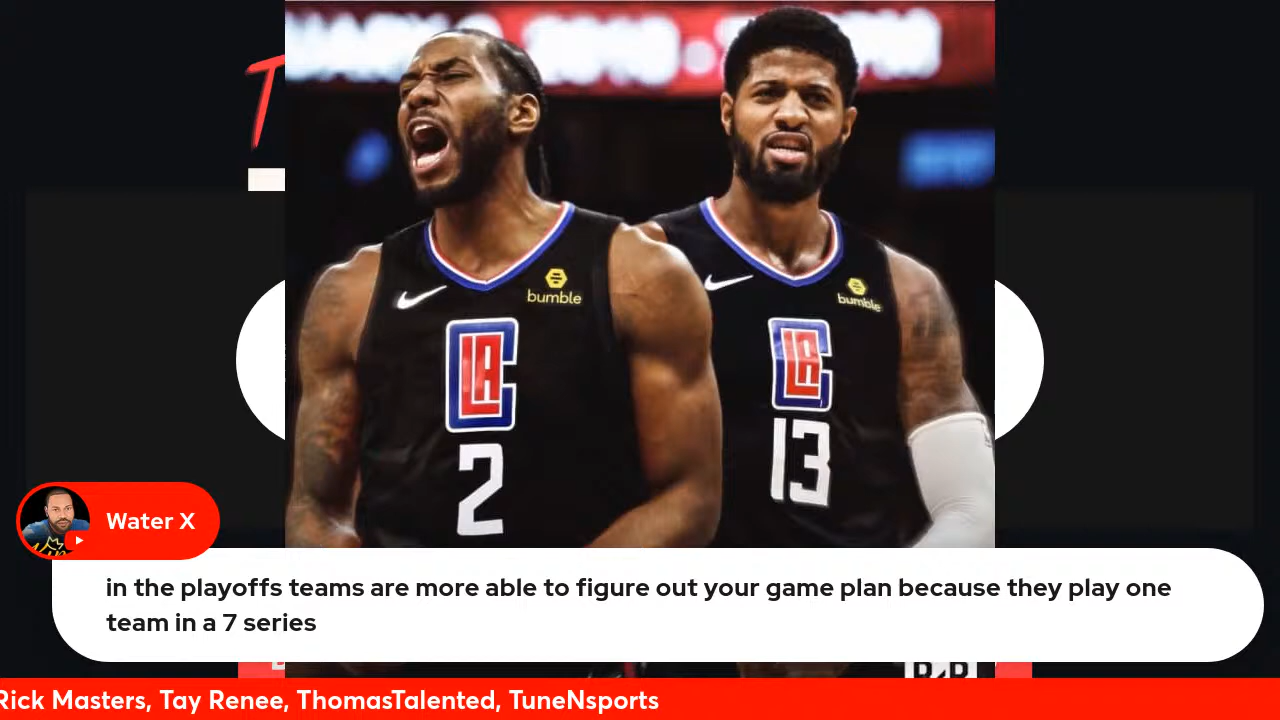 T
bumble
bumble
LA
LA
2
13
Water X
in the playoffs teams are more able to figure out your game plan because they play one
team in a 7 series
Rick Masters, Tay Renee, ThomasTalented, TuneNsports